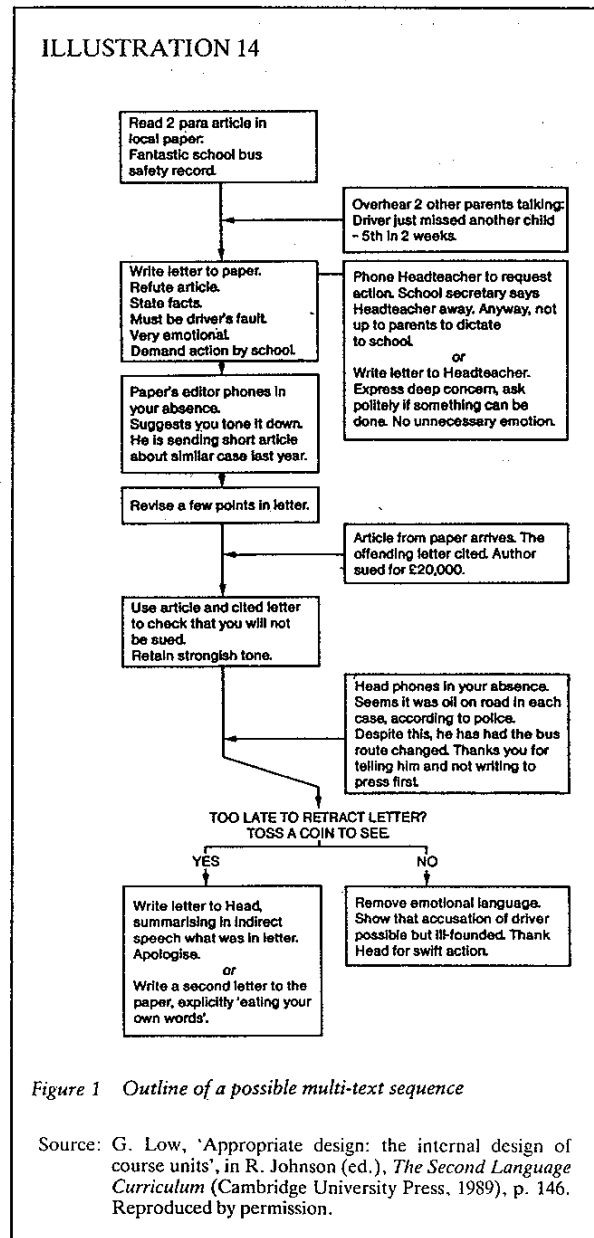 ILLUSTRATION 14
Read 2 para article in
local paper:
Fantastic school bus
safety record.
Overhear 2 other parents talking:
Driver just missed another child
– 5th in 2 weeks.
Write letter to paper.
Refute article.
State facts.
Must be driver's fault.
Very emotional.
Demand action by school.
Phone Headteacher to request
action. School secretary says
Headteacher away. Anyway, not
up to parents to dictate
to school.
or
Write letter to Headteacher.
Express deep concern, ask
politely if something can be
done. No unnecessary emotion.
Paper's editor phones in
your absence.
Suggests you tone it down.
He is sending short article
about similar case last year.
Revise a few points in letter.
Article from paper arrives. The
offending letter cited. Author
sued for £20,000.
Use article and cited letter
to check that you will not
be sued.
Retain strongish tone.
Head phones in your absence.
Seems it was oil on road in each
case, according to police.
Despite this, he has had the bus
route changed. Thanks you for
telling him and not writing to
press first.
TOO LATE TO RETRACT LETTER?
TOSS A COIN TO SEE.
YES
NO
Write letter to Head,
summarising in indirect
speech what was in letter.
Apologise.
or
Write a second letter to the
paper, explicitly 'eating your
own words'.
Remove emotional language.
Show that accusation of driver
possible but ill-founded. Thank
Head for swift action.
Figure 1 Outline of a possible multi-text sequence
Source: G. Low, 'Appropriate design: the internal design of
course units', in R. Johnson (ed.), The Second Language
Curriculum (Cambridge University Press, 1989), p. 146.
Reproduced by permission.